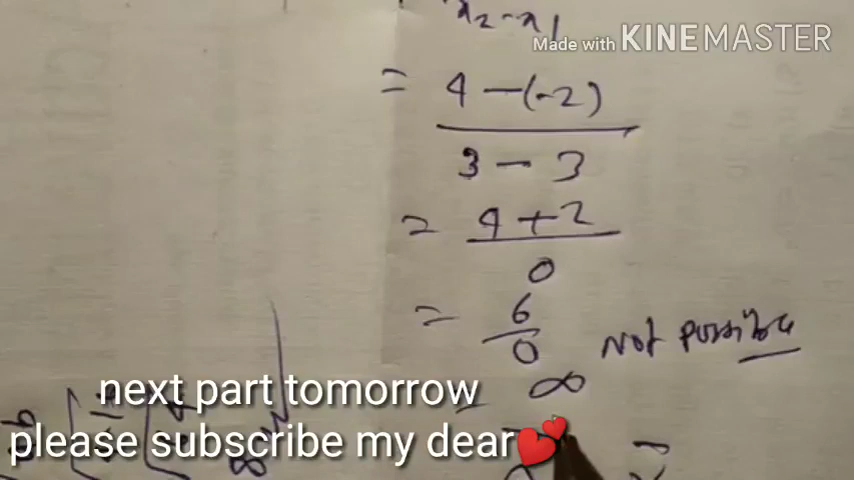 x₂-x₁
Made with KINEMASTER
= 4 -(-2)
3 - 3
= 4 + 2
0
= 6
0 Not possible
= ∞
next part tomorrow
please subscribe my dear💕